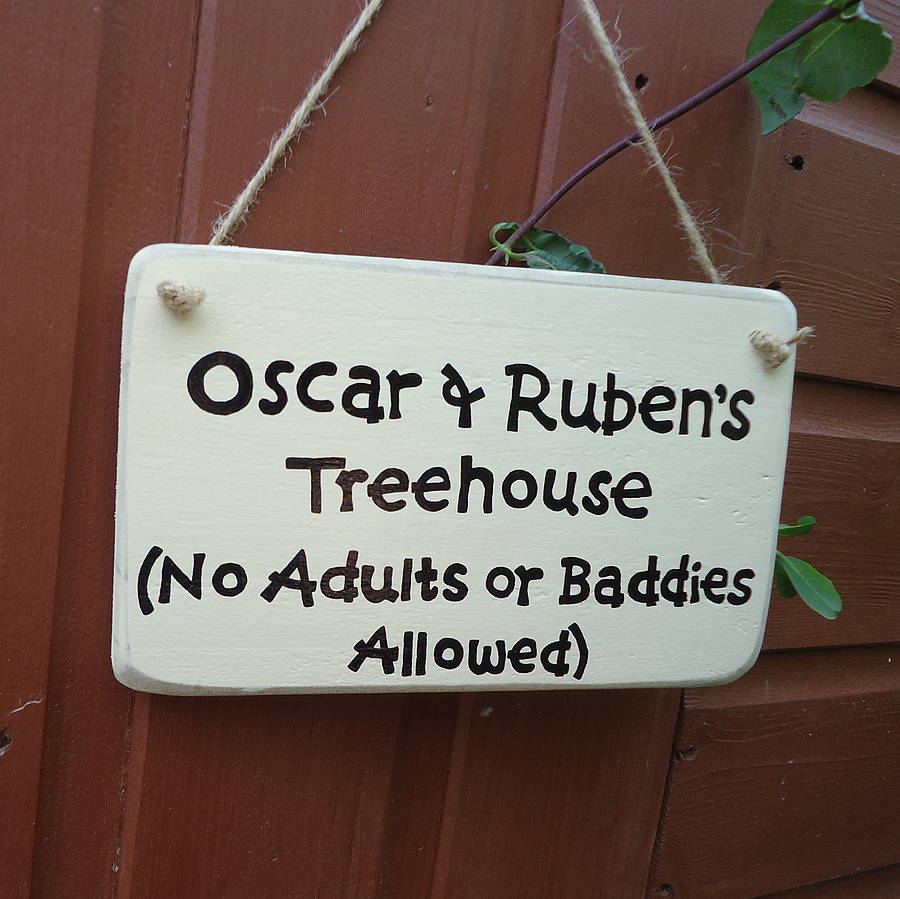 Oscar & Ruben's
Treehouse
(No Adults or Baddies
Allowed)